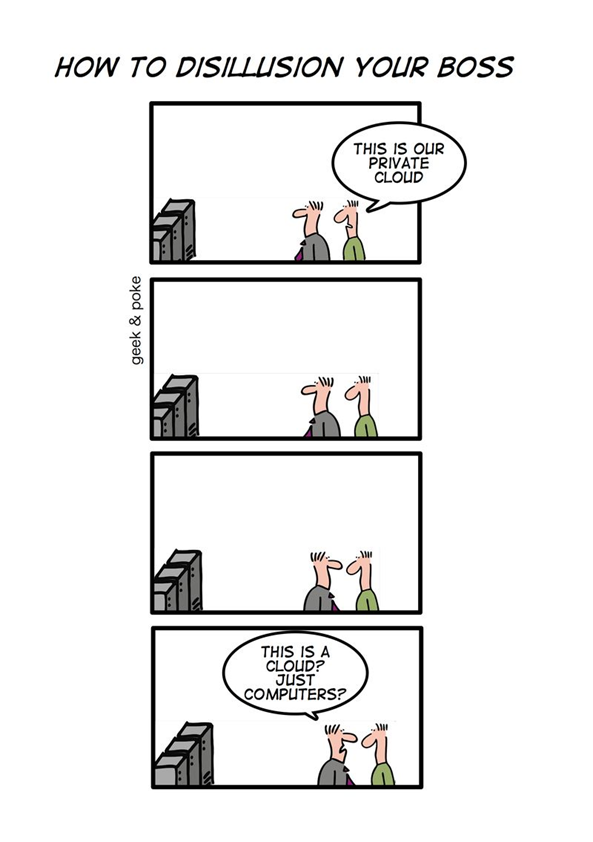 HOW TO DISILLUSION YOUR BOSS
THIS IS OUR
PRIVATE
CLOUD
geek & poke
THIS IS A
CLOUD?
JUST
COMPUTERS?